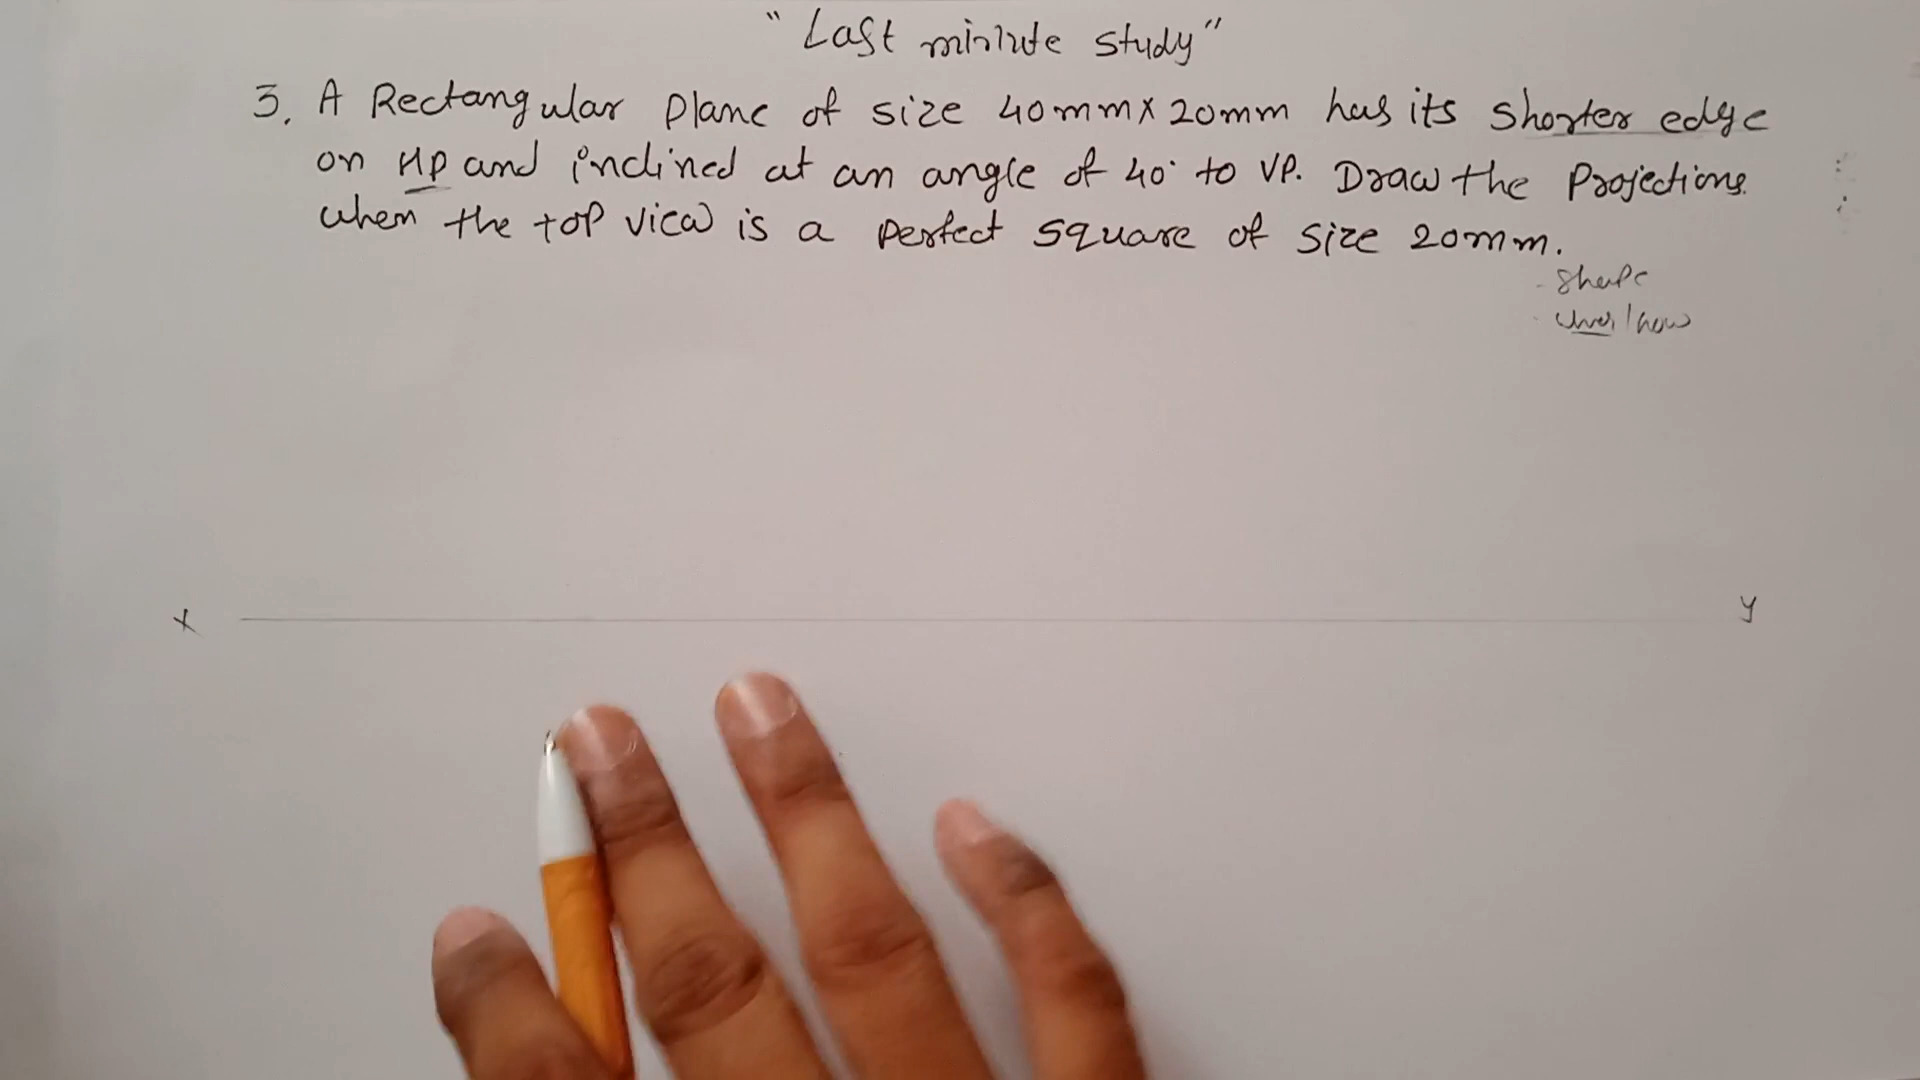 "Last minute study"
3. A Rectangular Plane of size 40mm x 20mm has its shorter edge
on HP and inclined at an angle of 40° to VP. Draw the Projections
when the top view is a perfect square of size 20mm.
- shape
/ how
X
Y